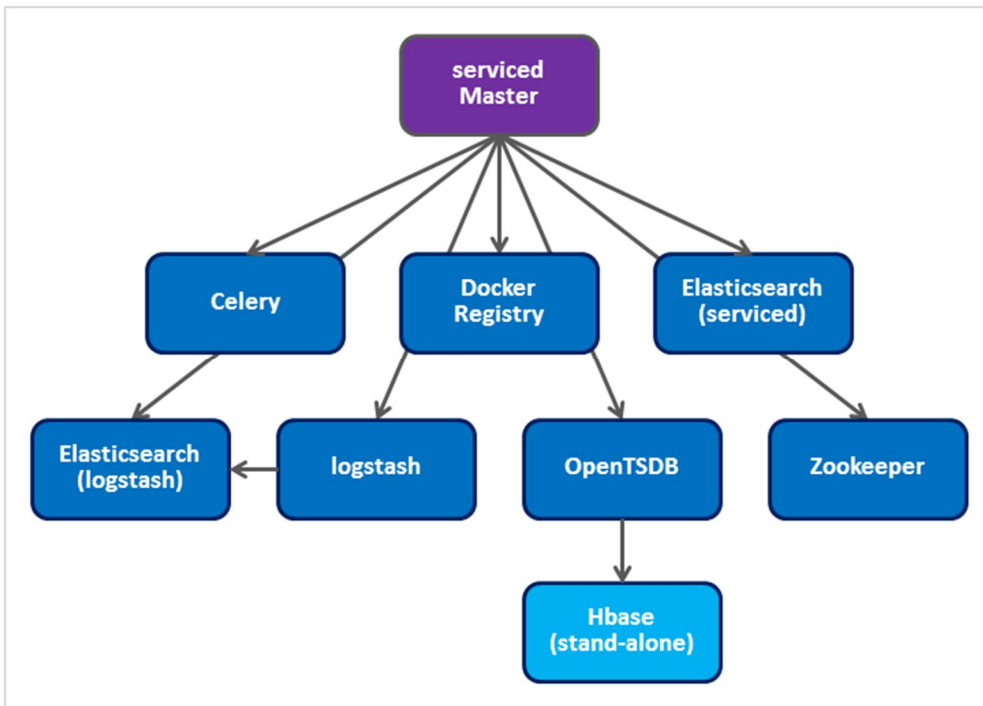 serviced
Master
Celery
Docker
Registry
Elasticsearch
(serviced)
Elasticsearch
(logstash)
logstash
OpenTSDB
Zookeeper
Hbase
(stand-alone)